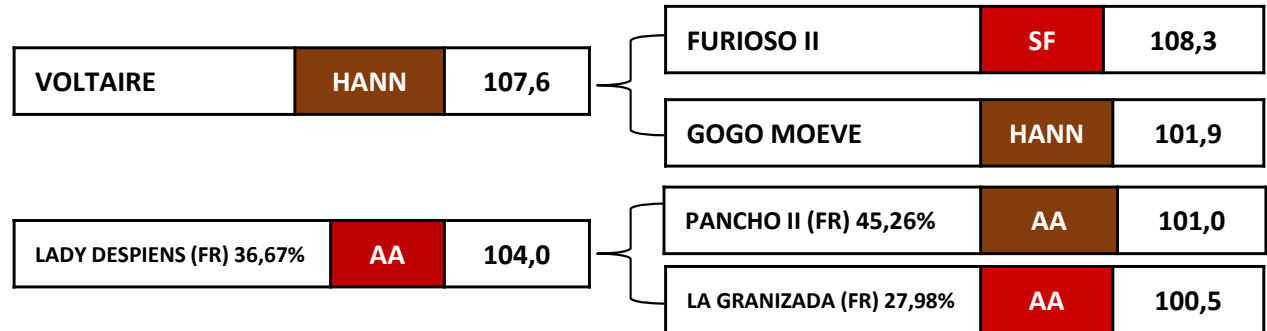 FURIOSO II SF 108,3
VOLTAIRE HANN 107,6
GOGO MOEVE HANN 101,9
PANCHO II (FR) 45,26% AA 101,0
LADY DESPIENS (FR) 36,67% AA 104,0
LA GRANIZADA (FR) 27,98% AA 100,5